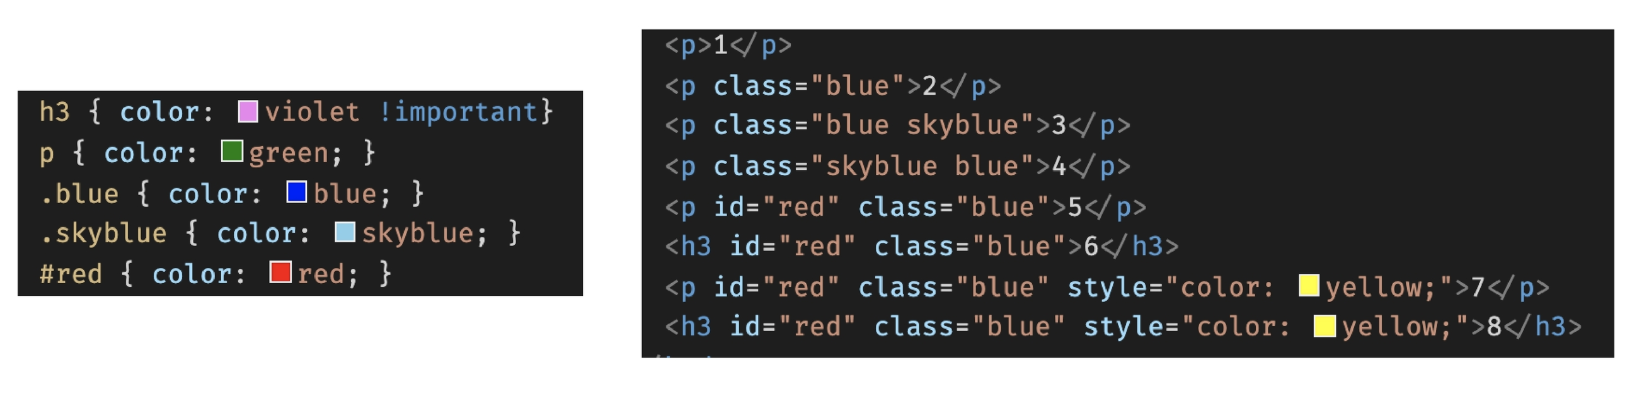 h3 { color: violet !important}
p { color: green; }
.blue { color: blue; }
.skyblue { color: skyblue; }
#red { color: red; }
<p>1</p>
<p class="blue">2</p>
<p class="blue skyblue">3</p>
<p class="skyblue blue">4</p>
<p id="red" class="blue">5</p>
<h3 id="red" class="blue">6</h3>
<p id="red" class="blue" style="color: yellow;">7</p>
<h3 id="red" class="blue" style="color: yellow;">8</h3>